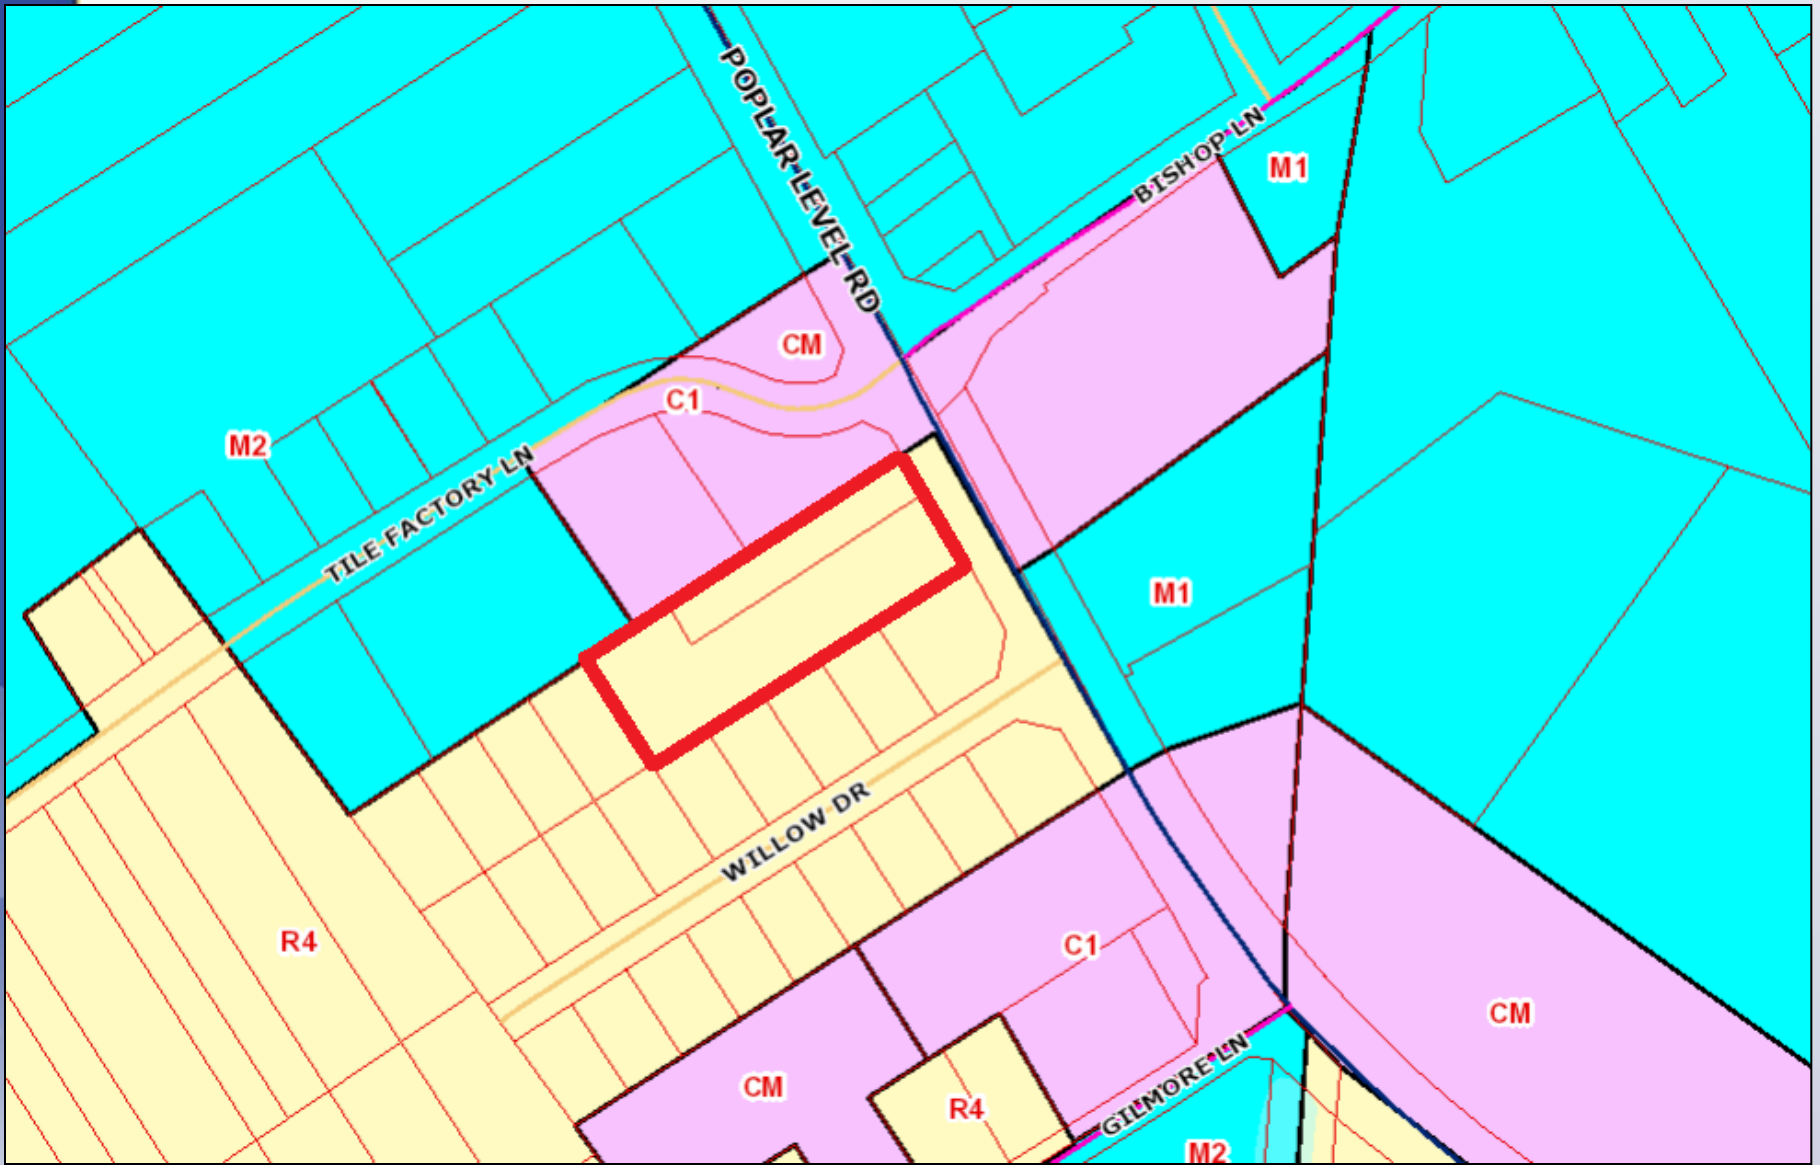 POPLAR LEVEL RD
BISHOP LN
M1
CM
C1
M2
TILE FACTORY LN
M1
WILLOW DR
R4
C1
CM
CM
R4
GILMORE LN
M2